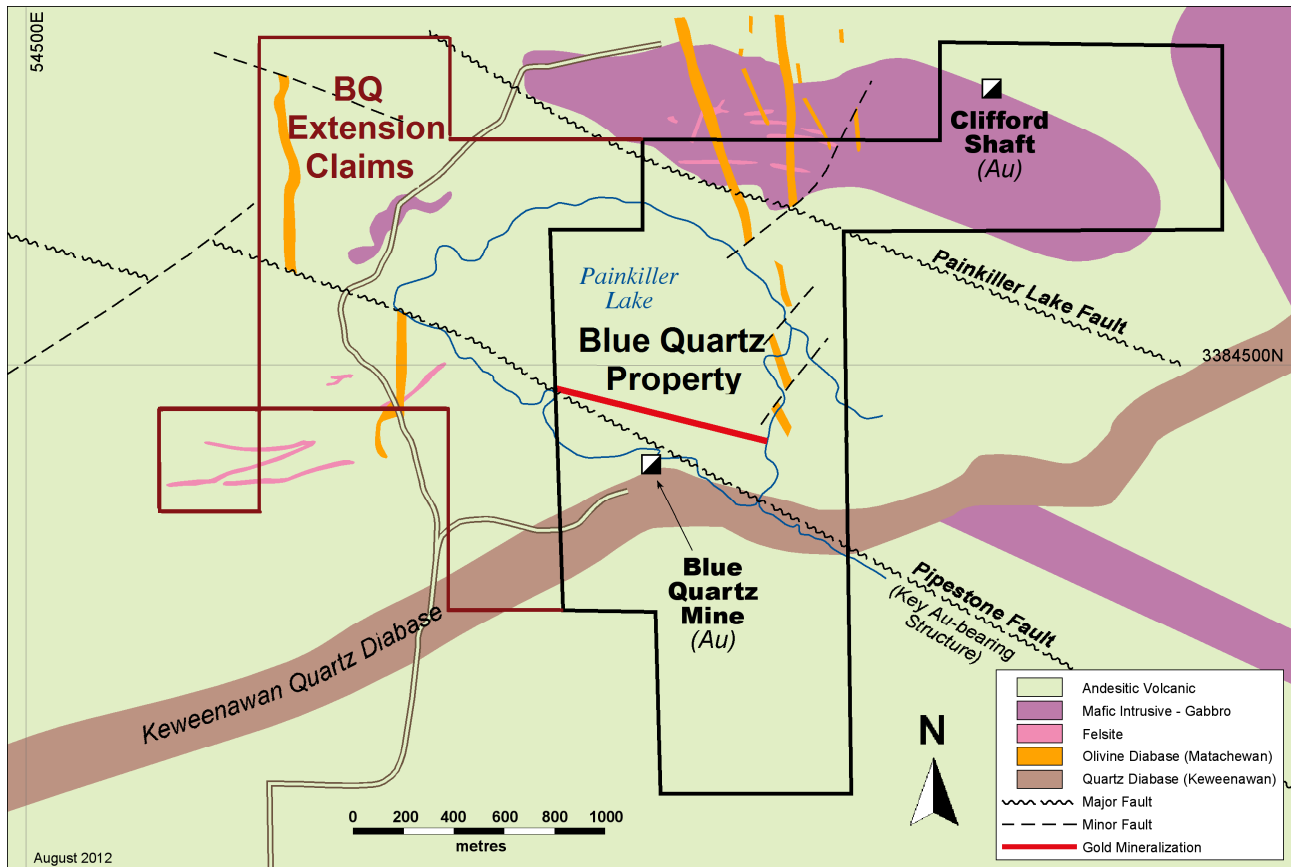 54500E
BQ
Extension
Claims
Clifford
Shaft
(Au)
Painkiller
Lake
Painkiller Lake Fault
Blue Quartz
Property
3384500N
Blue
Quartz
Mine
(Au)
Pipestone Fault
(Key Au-bearing
Structure)
Keweenawan Quartz Diabase
N
0 200 400 600 800 1000
metres
Andesitic Volcanic
Mafic Intrusive - Gabbro
Felsite
Olivine Diabase (Matachewan)
Quartz Diabase (Keweenawan)
Major Fault
Minor Fault
Gold Mineralization
August 2012